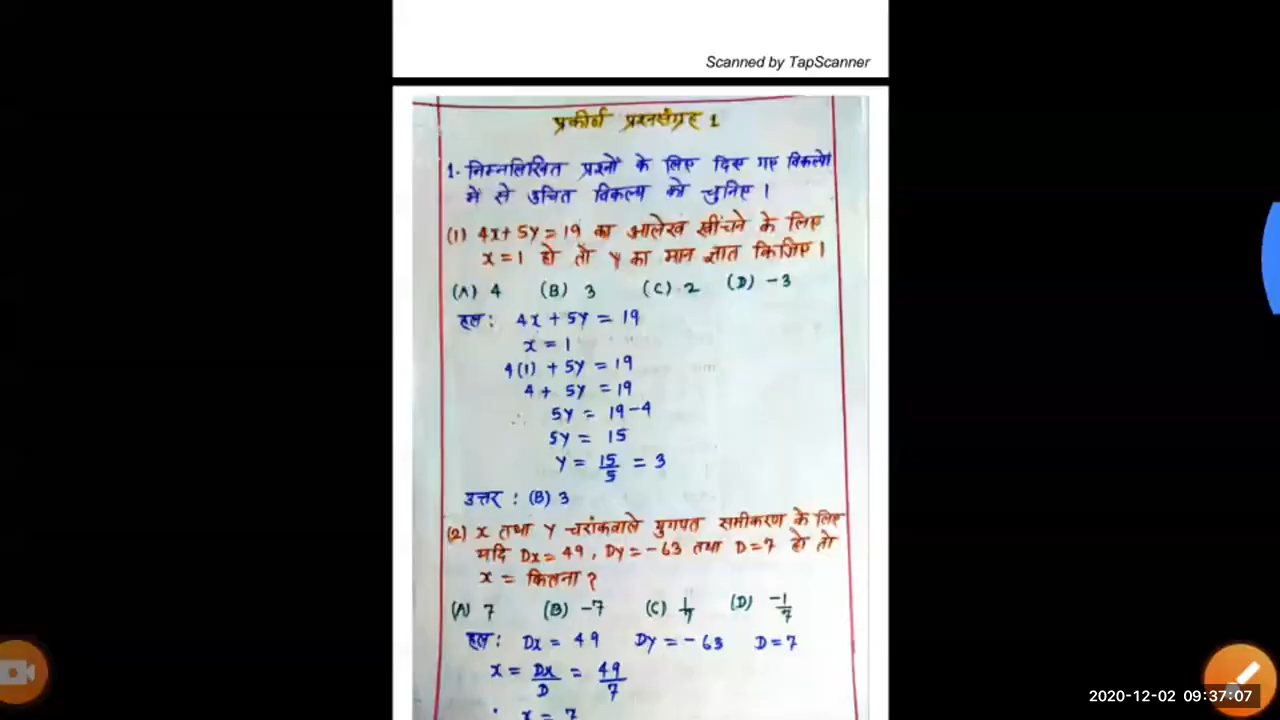 Scanned by TapScanner
प्रकीर्ण प्रश्नसंग्रह 1
1. निम्नलिखित प्रश्नों के लिए दिए गए विकल्पों
में से उचित विकल्प को चुनिए ।
(1) 4x+5y=19 का आलेख खींचने के लिए
x=1 हो तो y का मान ज्ञात किजिए ।
(A) 4 (B) 3 (C) 2 (D) -3
हल : 4x + 5y = 19
x = 1
4(1) + 5y = 19
4 + 5y = 19
5y = 19-4
5y = 15
y = 15/5 = 3
उत्तर : (B) 3
(2) x तथा y चरांकवाले युगपत समीकरण के लिए
यदि Dx=49, Dy=-63 तथा D=7 हो तो
x = कितना ?
(A) 7 (B) -7 (C) 1/7 (D) -1/7
हल : Dx = 49 Dy = -63 D=7
x = Dx/D = 49/7
x = 7
2020-12-02 09:37:07